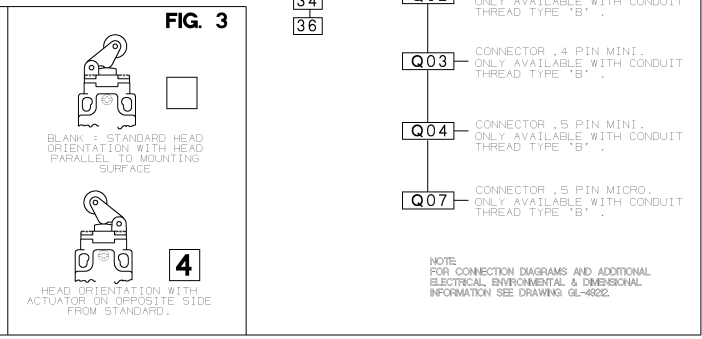 FIG. 3
BLANK = STANDARD HEAD
ORIENTATION WITH HEAD
PARALLEL TO MOUNTING
SURFACE
4
HEAD ORIENTATION WITH
ACTUATOR ON OPPOSITE SIDE
FROM STANDARD.
34
36
ONLY AVAILABLE WITH CONDUIT
THREAD TYPE 'B' .
Q03
CONNECTOR ,4 PIN MINI.
ONLY AVAILABLE WITH CONDUIT
THREAD TYPE 'B' .
Q04
CONNECTOR ,5 PIN MINI.
ONLY AVAILABLE WITH CONDUIT
THREAD TYPE 'B' .
Q07
CONNECTOR ,5 PIN MICRO.
ONLY AVAILABLE WITH CONDUIT
THREAD TYPE 'B' .
NOTE:
FOR CONNECTION DIAGRAMS AND ADDITIONAL
ELECTRICAL, ENVIRONMENTAL & DIMENSIONAL
INFORMATION SEE DRAWING GL-49212.